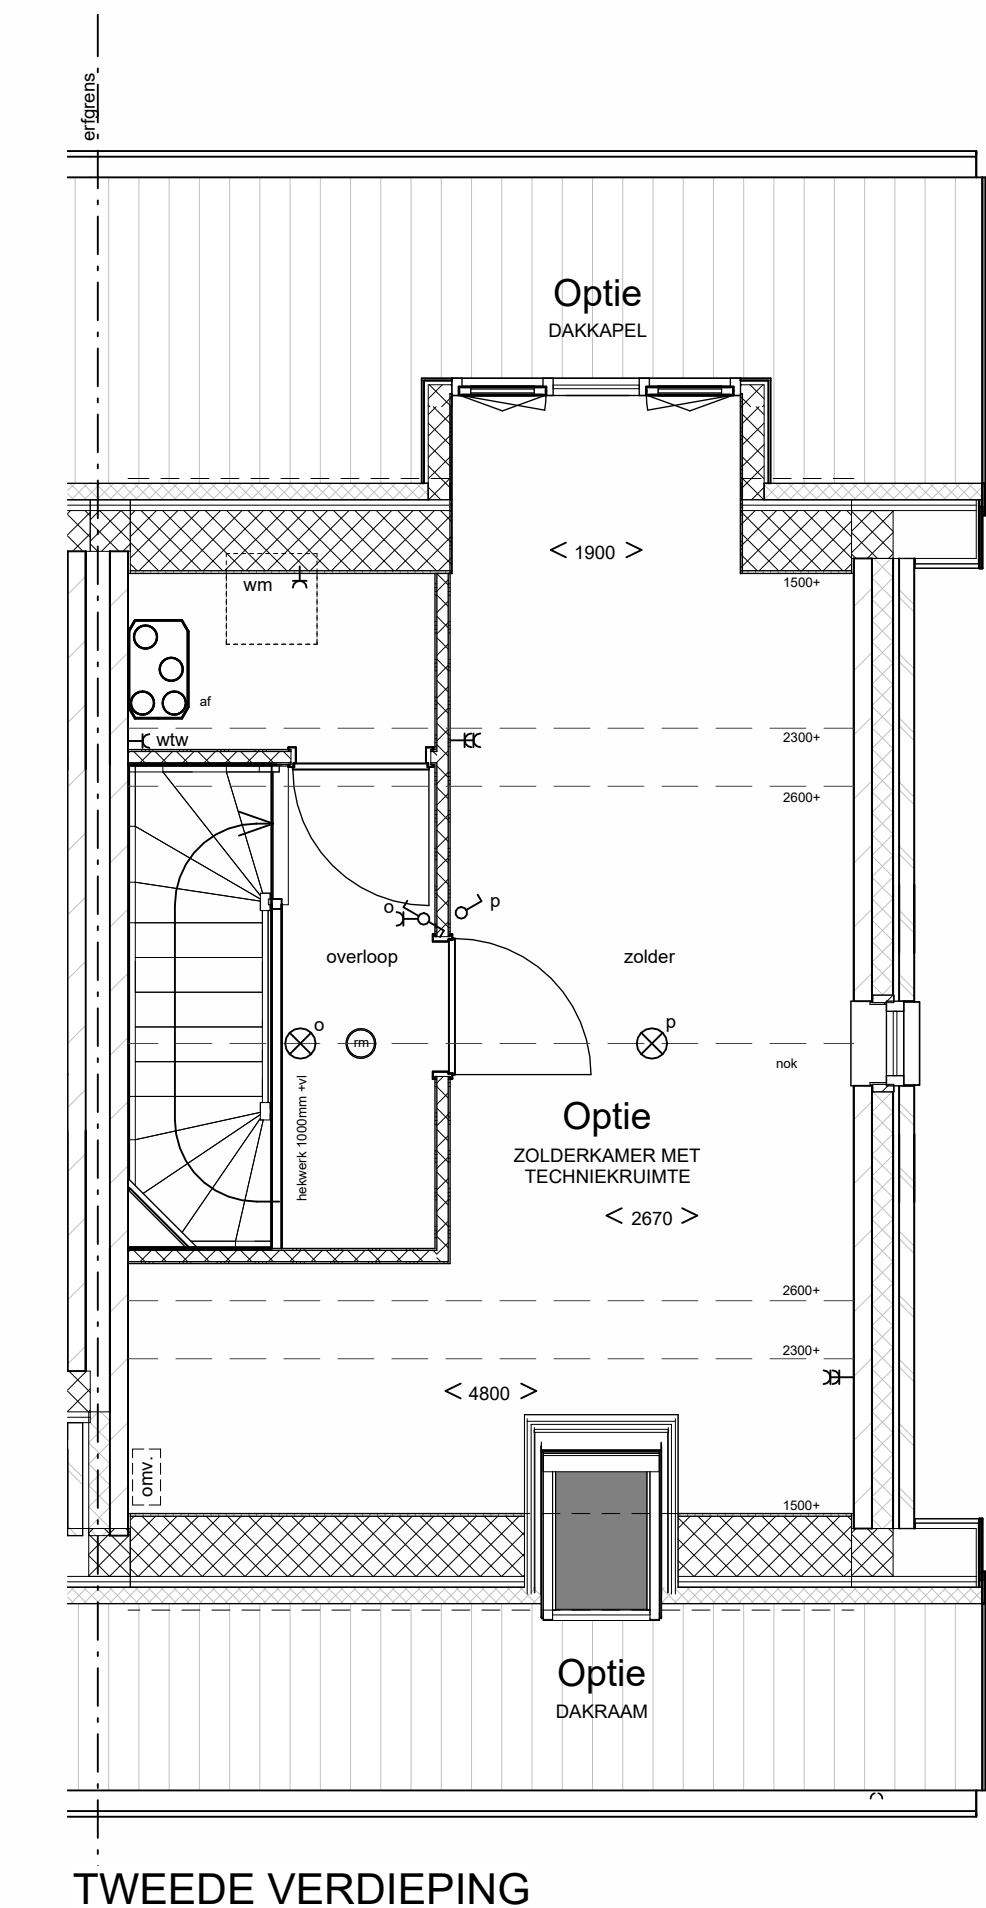 erfgrens
Optie
DAKKAPEL
< 1900 >
wm
1500+
af
wtw
2300+
2600+
o
p
overloop
zolder
o
rm
p
nok
hekwerk 1000mm +vl
Optie
ZOLDERKAMER MET
TECHNIEKRUIMTE
< 2670 >
2600+
2300+
< 4800 >
omv.
1500+
Optie
DAKRAAM
TWEEDE VERDIEPING